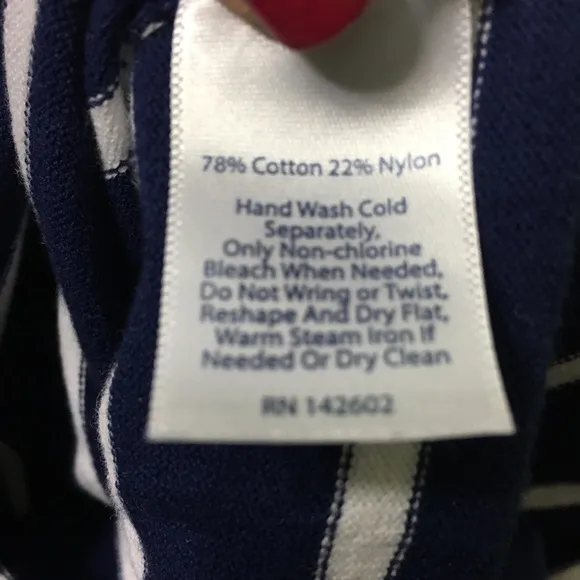 78% Cotton 22% Nylon
Hand Wash Cold
Separately,
Only Non-chlorine
Bleach When Needed,
Do Not Wring or Twist,
Reshape And Dry Flat,
Warm Steam Iron If
Needed Or Dry Clean
RN 142602